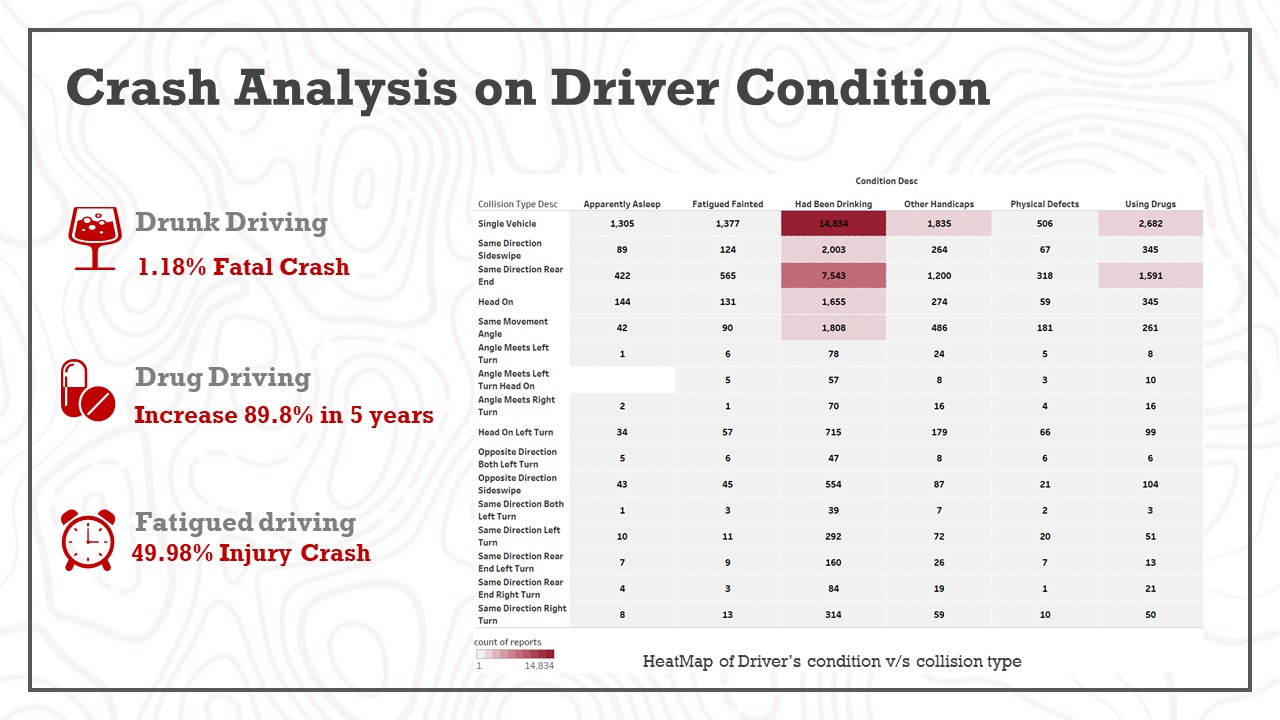 Crash Analysis on Driver Condition
Drunk Driving
1.18% Fatal Crash
Drug Driving
Increase 89.8% in 5 years
Fatigued driving
49.98% Injury Crash
Condition Desc
Collision Type Desc Apparently Asleep Fatigued Fainted Had Been Drinking Other Handicaps Physical Defects Using Drugs
Single Vehicle 1,305 1,377 14,834 1,835 506 2,682
Same Direction
Sideswipe 89 124 2,003 264 67 345
Same Direction Rear
End 422 565 7,543 1,200 318 1,591
Head On 144 131 1,655 274 59 345
Same Movement
Angle 42 90 1,808 486 181 261
Angle Meets Left
Turn 1 6 78 24 5 8
Angle Meets Left
Turn Head On 5 57 8 3 10
Angle Meets Right
Turn 2 1 70 16 4 16
Head On Left Turn 34 57 715 179 66 99
Opposite Direction
Both Left Turn 5 6 47 8 6 6
Opposite Direction
Sideswipe 43 45 554 87 21 104
Same Direction Both
Left Turn 1 3 39 7 2 3
Same Direction Left
Turn 10 11 292 72 20 51
Same Direction Rear
End Left Turn 7 9 160 26 7 13
Same Direction Rear
End Right Turn 4 3 84 19 1 21
Same Direction Right
Turn 8 13 314 59 10 50
count of reports
1 14,834
HeatMap of Driver's condition v/s collision type